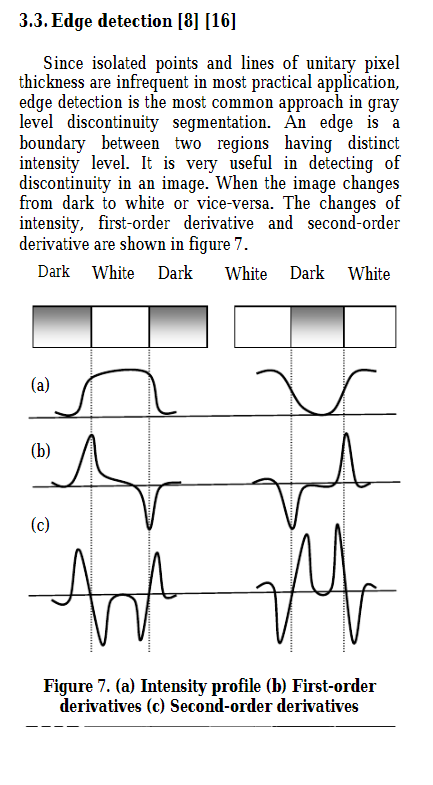 3.3. Edge detection [8] [16]
Since isolated points and lines of unitary pixel
thickness are infrequent in most practical application,
edge detection is the most common approach in gray
level discontinuity segmentation. An edge is a
boundary between two regions having distinct
intensity level. It is very useful in detecting of
discontinuity in an image. When the image changes
from dark to white or vice-versa. The changes of
intensity, first-order derivative and second-order
derivative are shown in figure 7.
Dark White Dark White Dark White
(a)
(b)
(c)
Figure 7. (a) Intensity profile (b) First-order
derivatives (c) Second-order derivatives